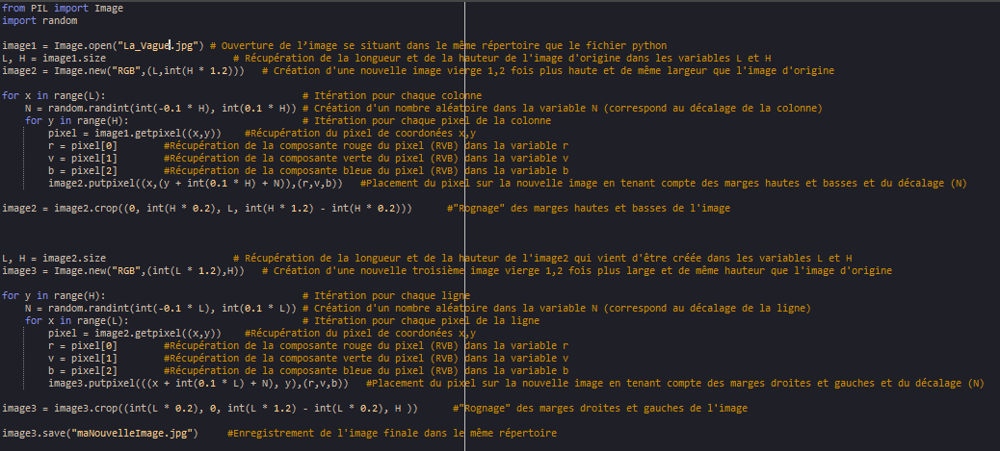 from PIL import Image
import random
image1 = Image.open("La_Vague.jpg") # Ouverture de l’image se situant dans le même répertoire que le fichier python
L, H = image1.size # Récupération de la longueur et de la hauteur de l'image d'origine dans les variables L et H
image2 = Image.new("RGB",(L,int(H * 1.2))) # Création d'une nouvelle image vierge 1,2 fois plus haute et de même largeur que l'image d'origine
for x in range(L): # Itération pour chaque colonne
N = random.randint(int(-0.1 * H), int(0.1 * H)) # Création d'un nombre aléatoire dans la variable N (correspond au décalage de la colonne)
for y in range(H): # Itération pour chaque pixel de la colonne
pixel = image1.getpixel((x,y)) #Récupération du pixel de coordonées x,y
r = pixel[0] #Récupération de la composante rouge du pixel (RVB) dans la variable r
v = pixel[1] #Récupération de la composante verte du pixel (RVB) dans la variable v
b = pixel[2] #Récupération de la composante bleue du pixel (RVB) dans la variable b
image2.putpixel((x,(y + int(0.1 * H) + N)),(r,v,b)) #Placement du pixel sur la nouvelle image en tenant compte des marges hautes et basses et du décalage (N)
image2 = image2.crop((0, int(H * 0.2), L, int(H * 1.2) - int(H * 0.2))) #"Rognage" des marges hautes et basses de l'image
L, H = image2.size # Récupération de la longueur et de la hauteur de l'image2 qui vient d'être créée dans les variables L et H
image3 = Image.new("RGB",(int(L * 1.2),H)) # Création d'une nouvelle troisième image vierge 1,2 fois plus large et de même hauteur que l'image d'origine
for y in range(H): # Itération pour chaque ligne
N = random.randint(int(-0.1 * L), int(0.1 * L)) # Création d'un nombre aléatoire dans la variable N (correspond au décalage de la ligne)
for x in range(L): # Itération pour chaque pixel de la ligne
pixel = image2.getpixel((x,y)) #Récupération du pixel de coordonées x,y
r = pixel[0] #Récupération de la composante rouge du pixel (RVB) dans la variable r
v = pixel[1] #Récupération de la composante verte du pixel (RVB) dans la variable v
b = pixel[2] #Récupération de la composante bleue du pixel (RVB) dans la variable b
image3.putpixel(((x + int(0.1 * L) + N), y),(r,v,b)) #Placement du pixel sur la nouvelle image en tenant compte des marges droites et gauches et du décalage (N)
image3 = image3.crop((int(L * 0.2), 0, int(L * 1.2) - int(L * 0.2), H )) #"Rognage" des marges droites et gauches de l'image
image3.save("maNouvelleImage.jpg") #Enregistrement de l'image finale dans le même répertoire